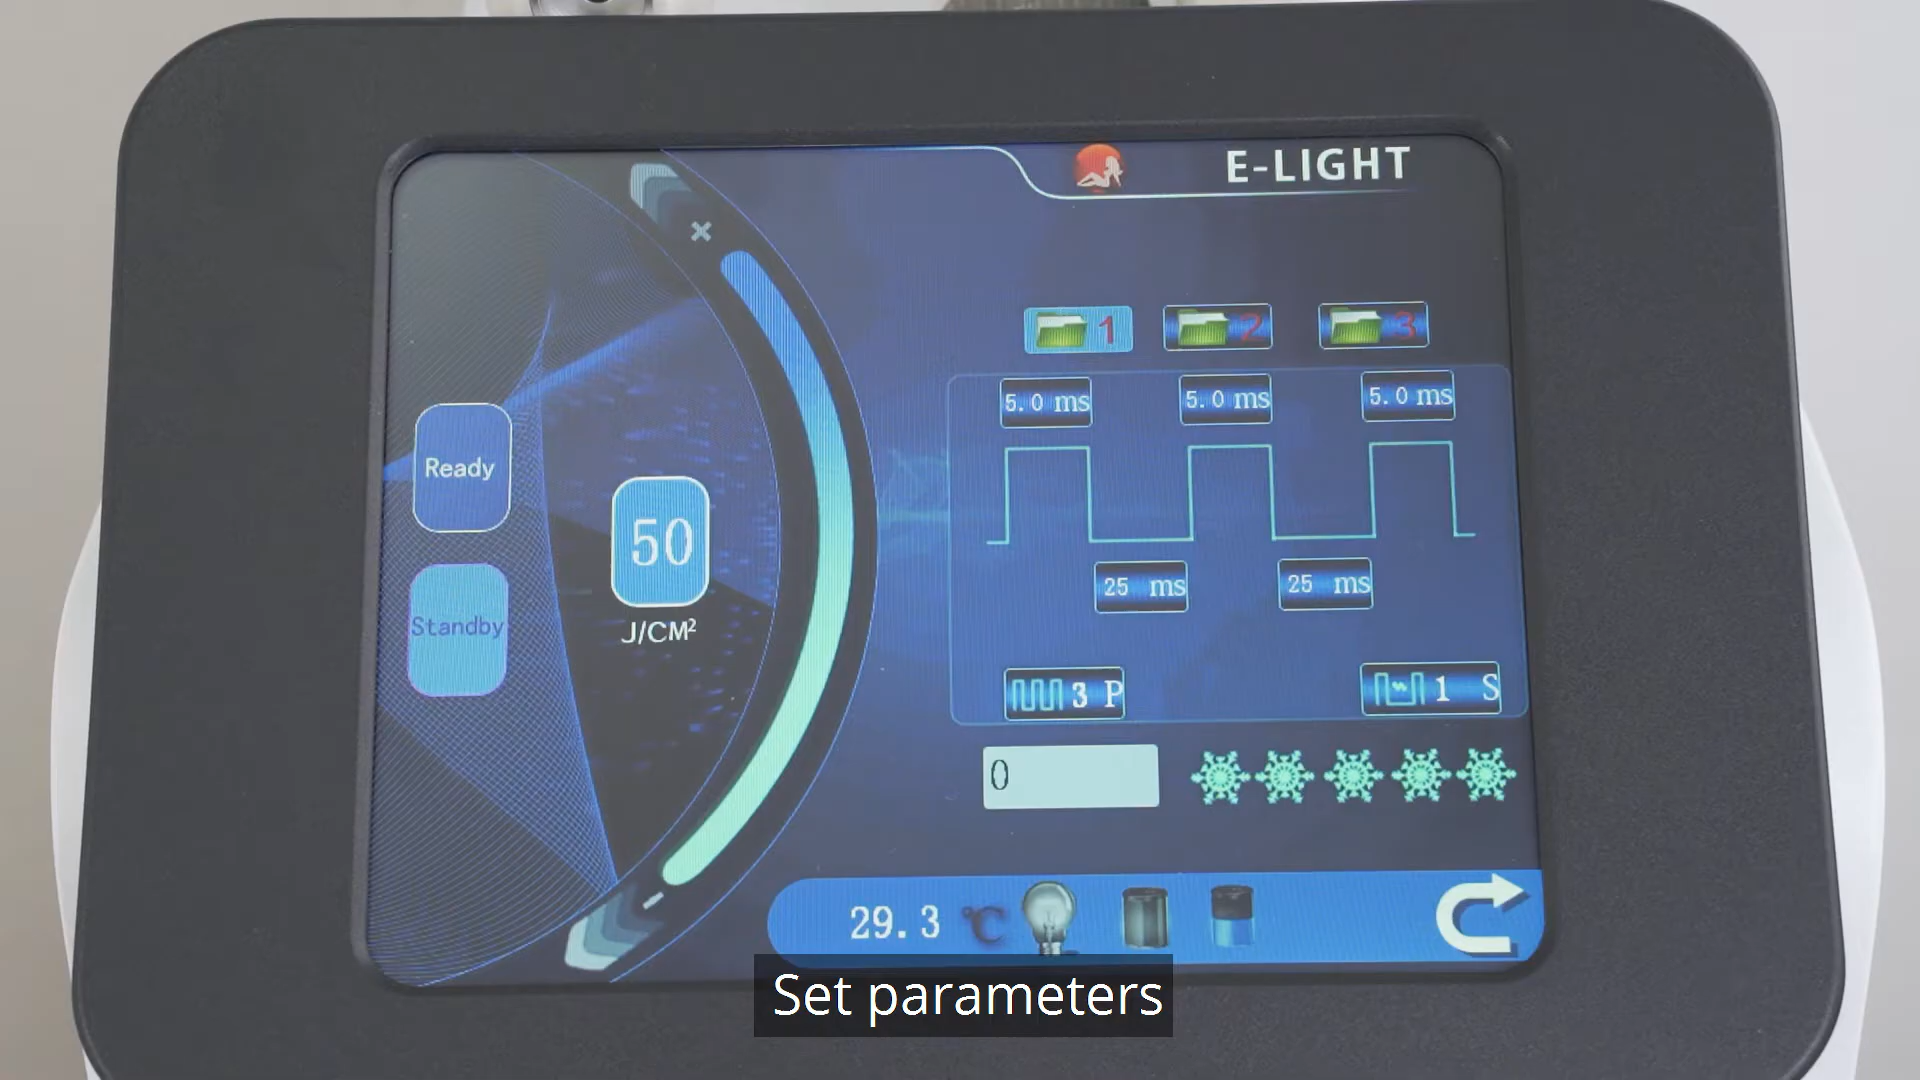 E-LIGHT
1 2 3
5.0 ms 5.0 ms 5.0 ms
Ready
50
J/CM²
Standby
25 ms 25 ms
3 P 1 S
0
29.3 ℃
Set parameters